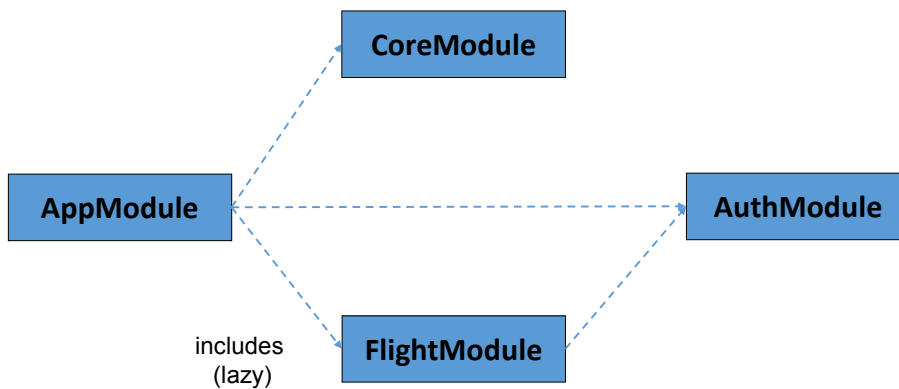 CoreModule
AppModule
AuthModule
includes
(lazy)
FlightModule